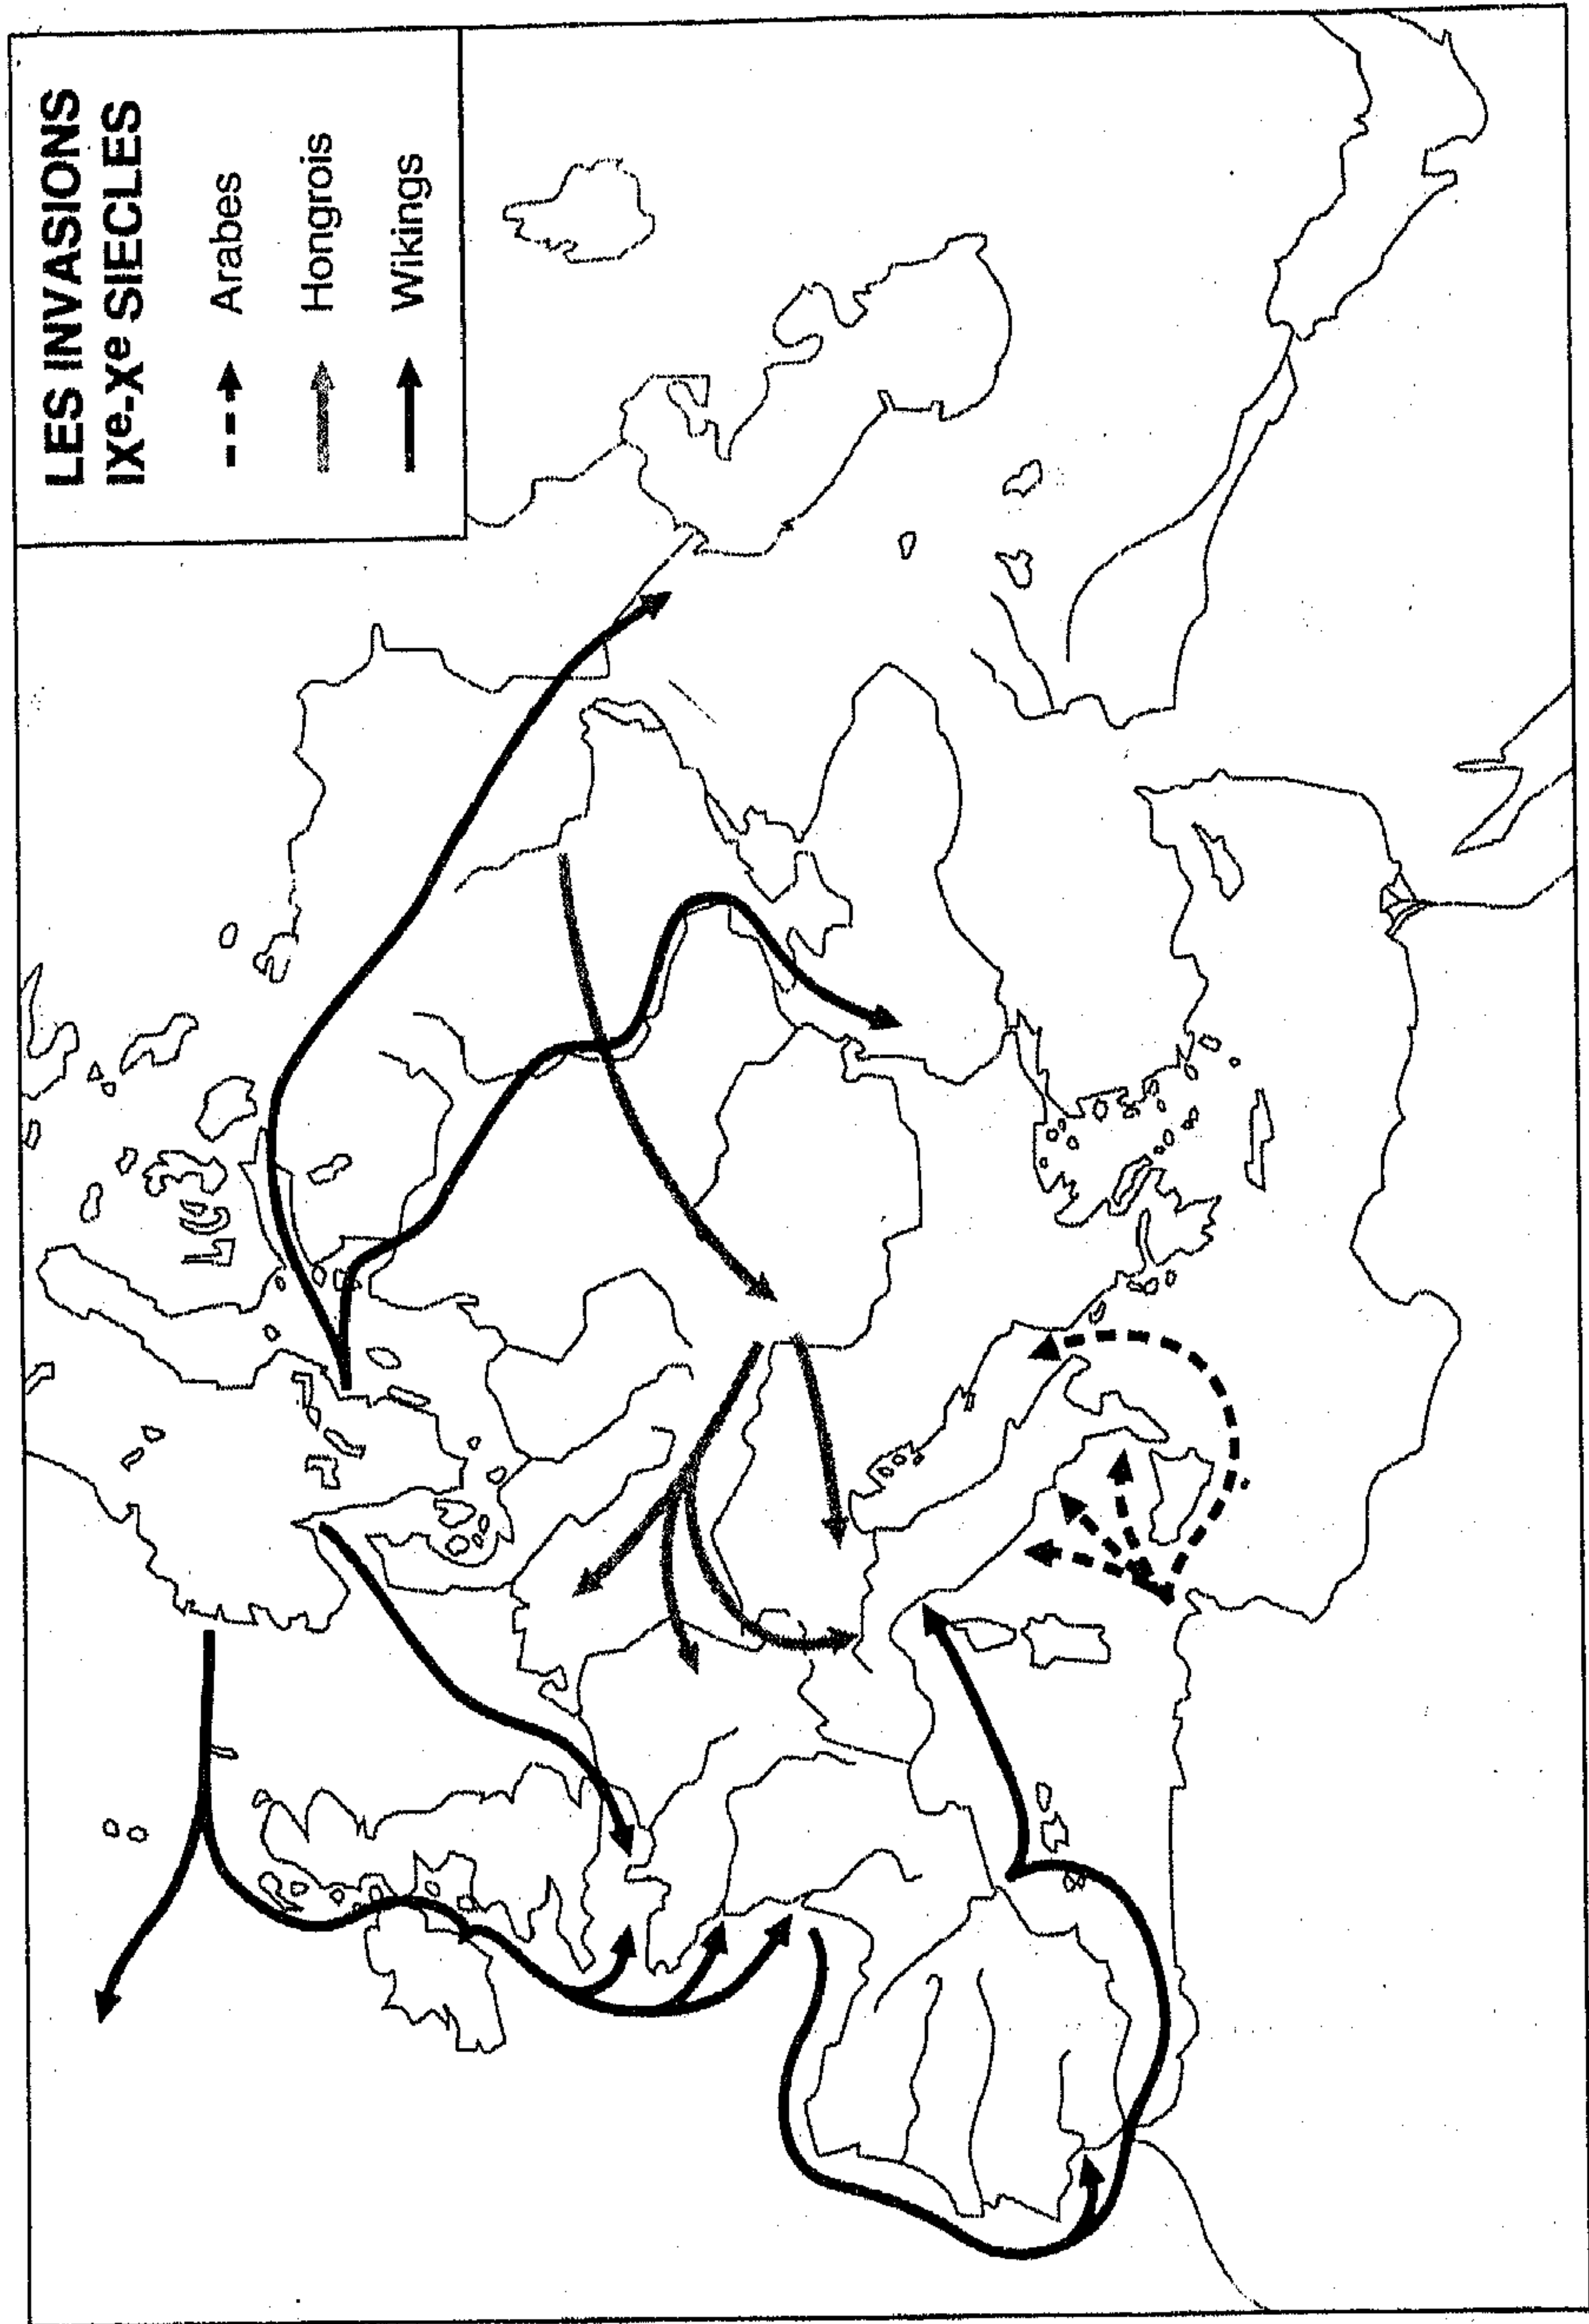 LES INVASIONS
IXe-Xe SIECLES
Arabes
Hongrois
Wikings